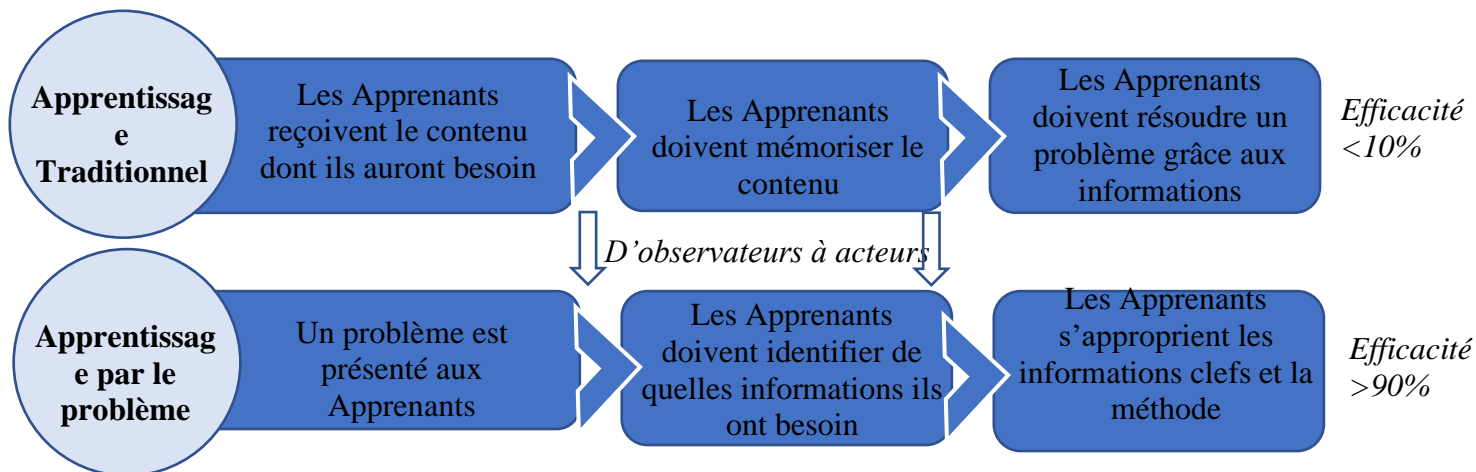 Apprentissag
e
Traditionnel
Les Apprenants
reçoivent le contenu
dont ils auront besoin
Les Apprenants
doivent mémoriser le
contenu
Les Apprenants
doivent résoudre un
problème grâce aux
informations
Efficacité
<10%
D’observateurs à acteurs
Apprentissag
e par le
problème
Un problème est
présenté aux
Apprenants
Les Apprenants
doivent identifier de
quelles informations ils
ont besoin
Les Apprenants
s’approprient les
informations clefs et la
méthode
Efficacité
>90%